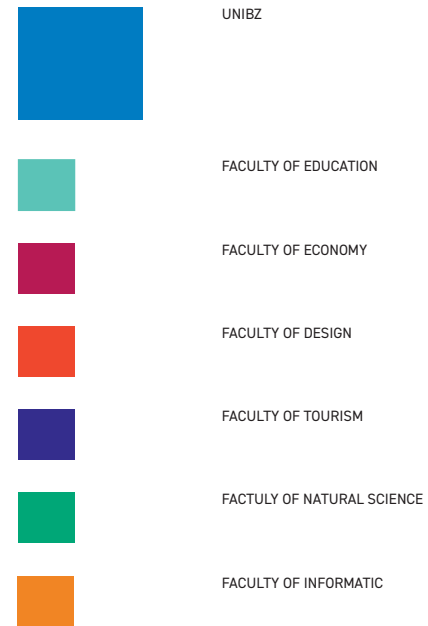 UNIBZ
FACULTY OF EDUCATION
FACULTY OF ECONOMY
FACULTY OF DESIGN
FACULTY OF TOURISM
FACTULY OF NATURAL SCIENCE
FACULTY OF INFORMATIC